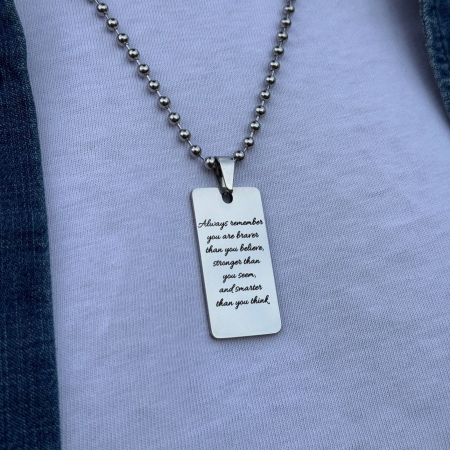 Always remember
you are braver
than you believe,
stronger than
you seem,
and smarter
than you think